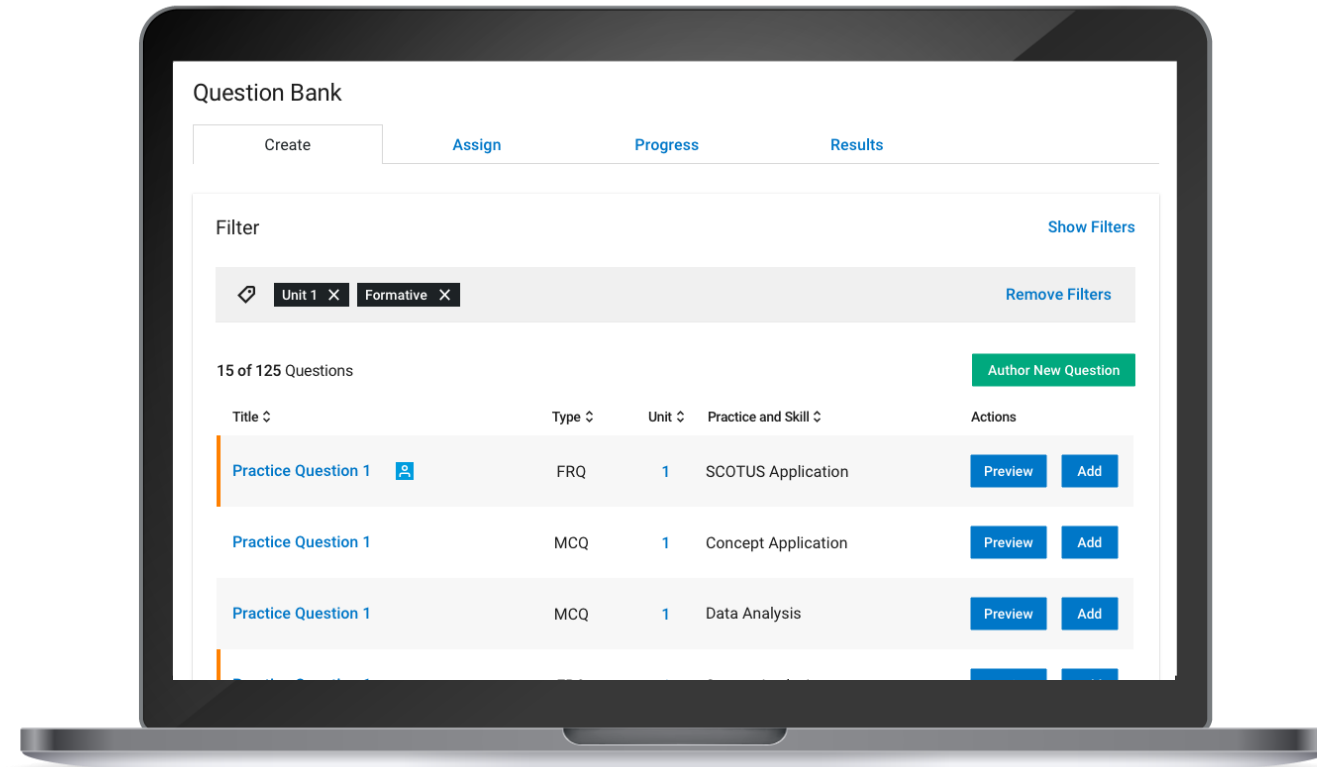 Question Bank
Create Assign Progress Results
Filter Show Filters
Unit 1 Formative Remove Filters
15 of 125 Questions Author New Question
Title Type Unit Practice and Skill Actions
Practice Question 1 FRQ 1 SCOTUS Application Preview Add
Practice Question 1 MCQ 1 Concept Application Preview Add
Practice Question 1 MCQ 1 Data Analysis Preview Add